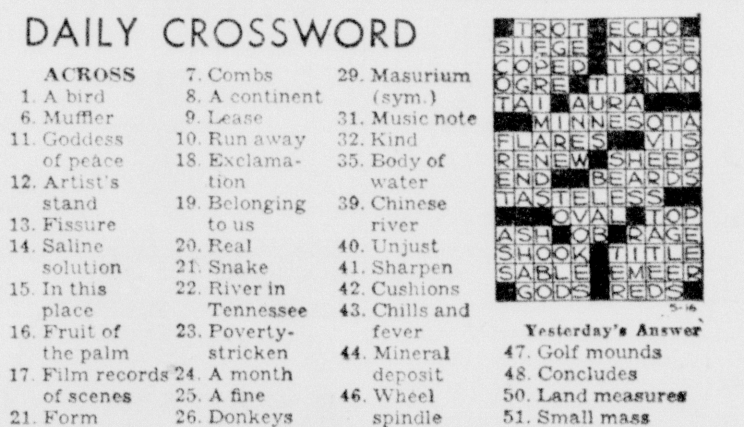 DAILY CROSSWORD
ACROSS
1. A bird
6. Muffler
11. Goddess
of peace
12. Artist's
stand
13. Fissure
14. Saline
solution
15. In this
place
16. Fruit of
the palm
17. Film records
of scenes
21. Form
7. Combs
8. A continent
9. Lease
10. Run away
18. Exclama-
tion
19. Belonging
to us
20. Real
21. Snake
22. River in
Tennessee
23. Poverty-
stricken
24. A month
25. A fine
26. Donkeys
29. Masurium
(sym.)
31. Music note
32. Kind
35. Body of
water
39. Chinese
river
40. Unjust
41. Sharpen
42. Cushions
43. Chills and
fever
44. Mineral
deposit
46. Wheel
spindle
TROT ECHO
SIEGE NOOSE
COPED TORSO
OGRE TI NAN
TAI AURA
MINNESOTA
FLARES VIS
RENEW SHEEP
END BEARDS
TASTELESS
OVAL TOP
ASH OB RAGE
SHOOK TITLE
SABLE EMEER
GODS REDS
5-16
Yesterday's Answer
47. Golf mounds
48. Concludes
50. Land measures
51. Small mass